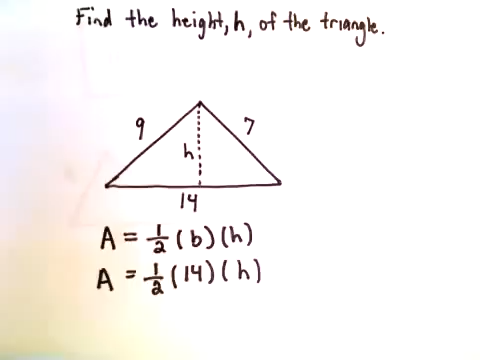 Find the height, h, of the triangle.
9
7
h
14
A = 1/2 (b)(h)
A = 1/2 (14)(h)